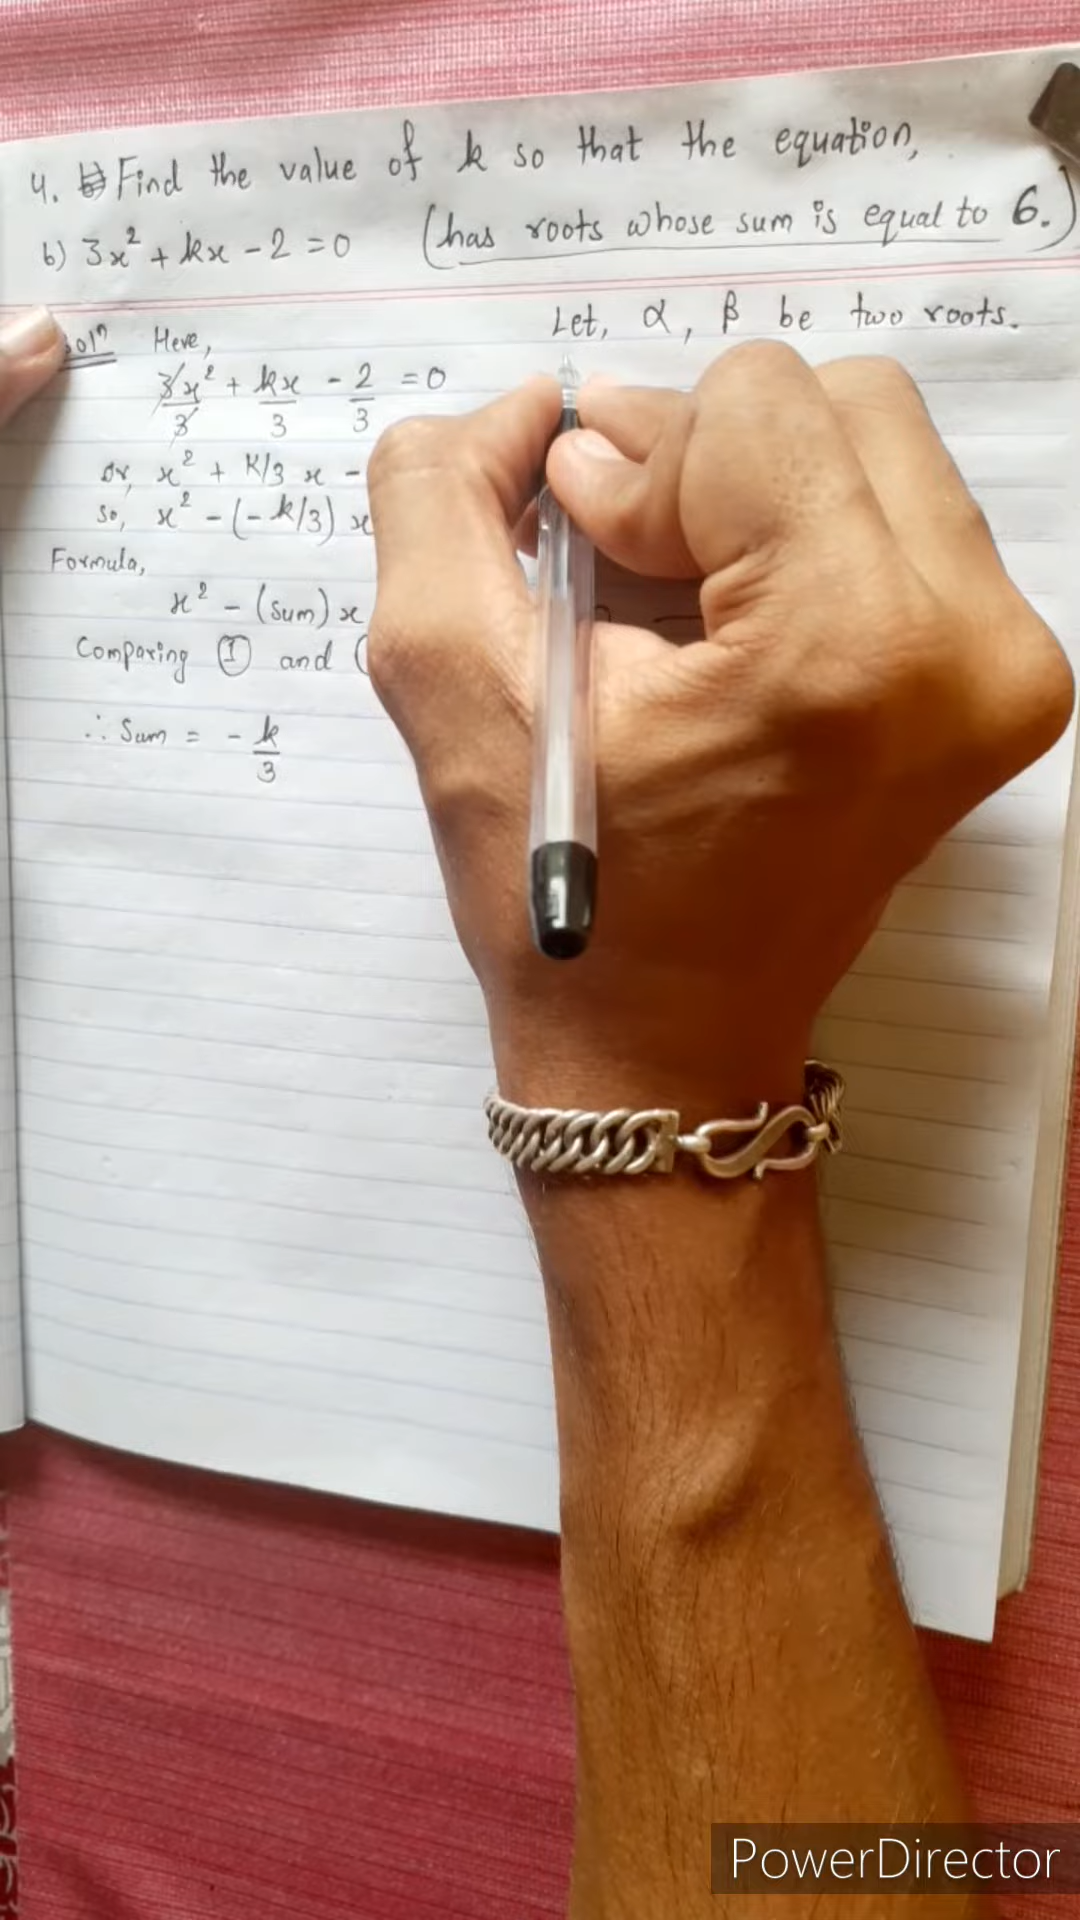 4. Find the value of k so that the equation,
b) 3x² + kx - 2 = 0 (has roots whose sum is equal to 6.)
Soln Here,
Let, α, β be two roots.
3x²/3 + kx/3 - 2/3 = 0
or, x² + K/3 x -
so, x² - (-k/3) x
Formula,
x² - (sum) x
Comparing ① and
∴ Sum = - k/3
PowerDirector